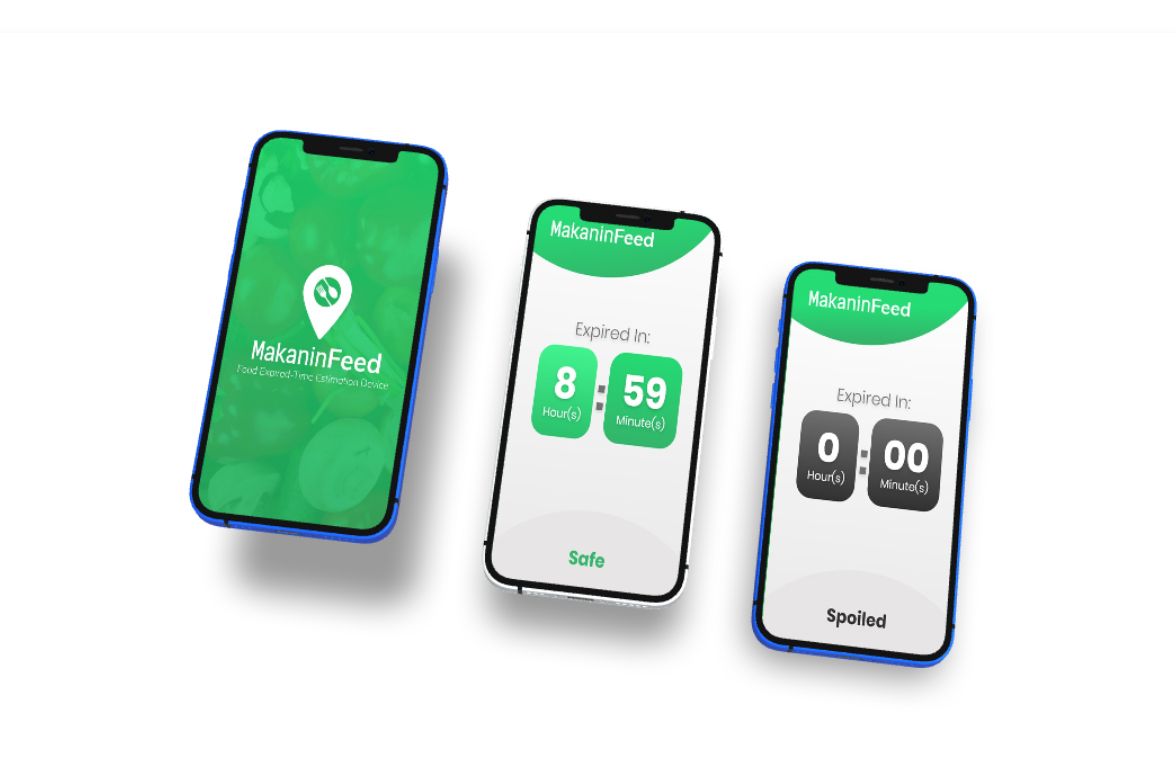 MakaninFeed
Food Expired-Time Estimation Device
MakaninFeed
Expired In:
8 : 59
Hour(s) Minute(s)
Safe
MakaninFeed
Expired In:
0 : 00
Hour(s) Minute(s)
Spoiled